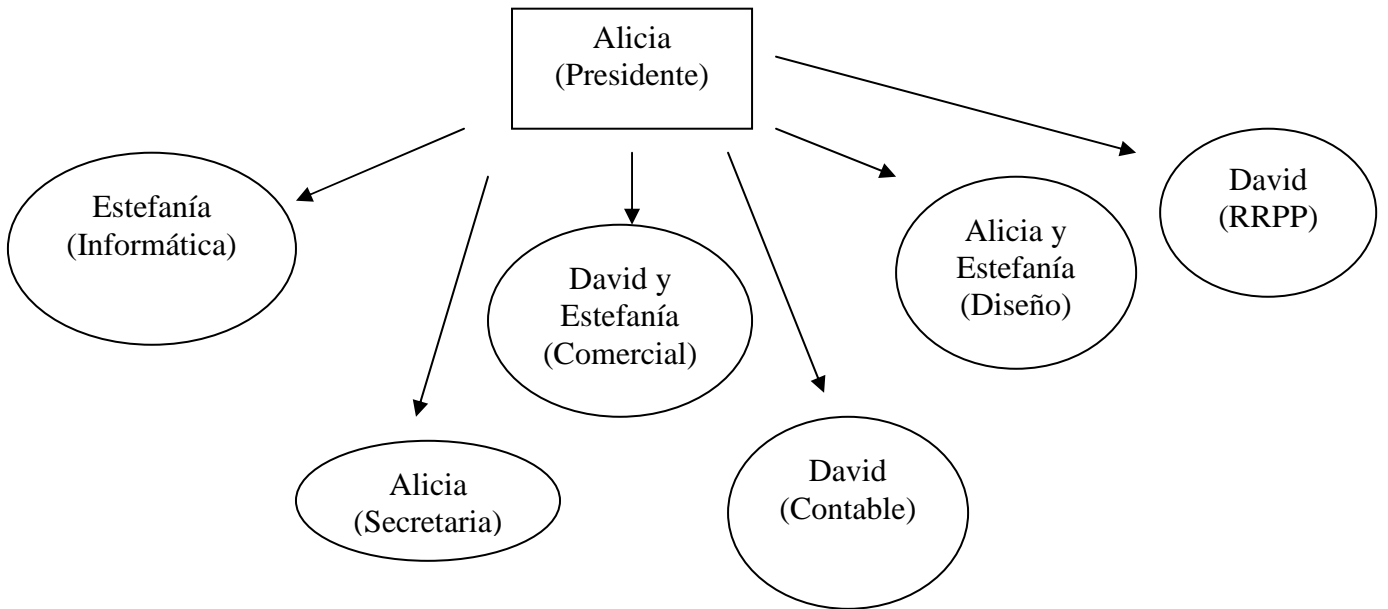 Alicia
(Presidente)
Estefanía
(Informática)
Alicia
(Secretaria)
David y
Estefanía
(Comercial)
David
(Contable)
Alicia y
Estefanía
(Diseño)
David
(RRPP)